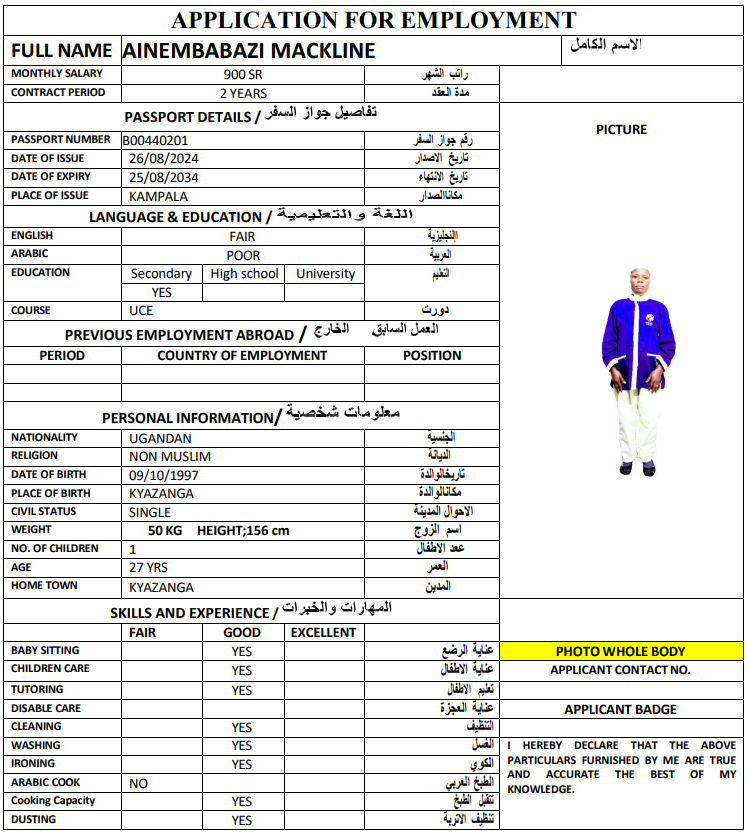 APPLICATION FOR EMPLOYMENT
FULL NAME AINEMBABAZI MACKLINE الاسم الكامل
MONTHLY SALARY 900 SR راتب الشهر
CONTRACT PERIOD 2 YEARS مدة العقد
PASSPORT DETAILS / تفاصيل جواز السفر
PICTURE
PASSPORT NUMBER B00440201 رقم جواز السفر
DATE OF ISSUE 26/08/2024 تاريخ الاصدار
DATE OF EXPIRY 25/08/2034 تاريخ الانتهاء
PLACE OF ISSUE KAMPALA مكاناالصدار
LANGUAGE & EDUCATION / اللغة والتعليمية
ENGLISH FAIR اإلنجليزية
ARABIC POOR العربية
EDUCATION Secondary High school University التعليم
YES
COURSE UCE دورت
PREVIOUS EMPLOYMENT ABROAD / العمل السابق الخارج
PERIOD COUNTRY OF EMPLOYMENT POSITION
PERSONAL INFORMATION/ معلومات شخصية
NATIONALITY UGANDAN الجنسية
RELIGION NON MUSLIM الديانة
DATE OF BIRTH 09/10/1997 تاريخالوالدة
PLACE OF BIRTH KYAZANGA مكانالوالدة
CIVIL STATUS SINGLE الاحوال المدينة
WEIGHT 50 KG HEIGHT;156 cm اسم الزوج
NO. OF CHILDREN 1 عدد الاطفال
AGE 27 YRS العمر
HOME TOWN KYAZANGA المدين
SKILLS AND EXPERIENCE / المهارات والخبرات
FAIR GOOD EXCELLENT
BABY SITTING YES عناية الرضع
PHOTO WHOLE BODY
CHILDREN CARE YES عناية الاطفال
APPLICANT CONTACT NO.
TUTORING YES تعليم الاطفال
DISABLE CARE عناية العجزة
APPLICANT BADGE
CLEANING YES التنظيف
WASHING YES الغسل
IRONING YES الكوي
ARABIC COOK NO الطبخ العربي
Cooking Capacity YES تتقبل الطبخ
DUSTING YES تنظيف الاتربة
I HEREBY DECLARE THAT THE ABOVE
PARTICULARS FURNISHED BY ME ARE TRUE
AND ACCURATE THE BEST OF MY
KNOWLEDGE.